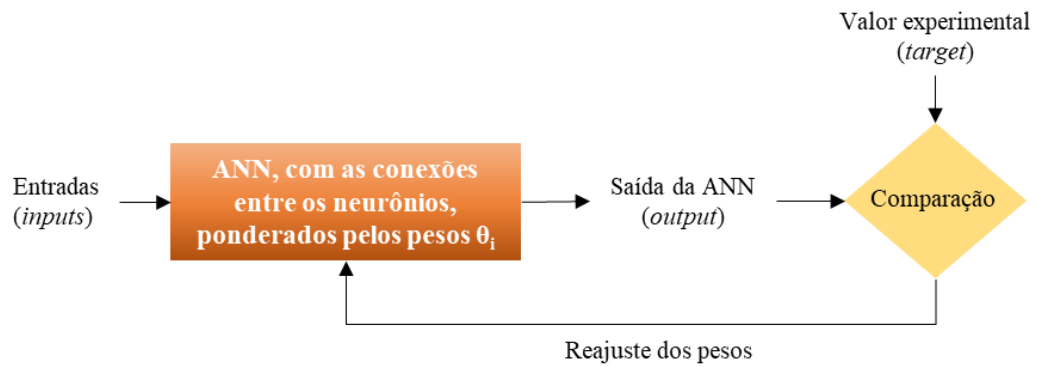 Valor experimental
(target)
Entradas
(inputs)
ANN, com as conexões
entre os neurônios,
ponderados pelos pesos θi
Saída da ANN
(output)
Comparação
Reajuste dos pesos